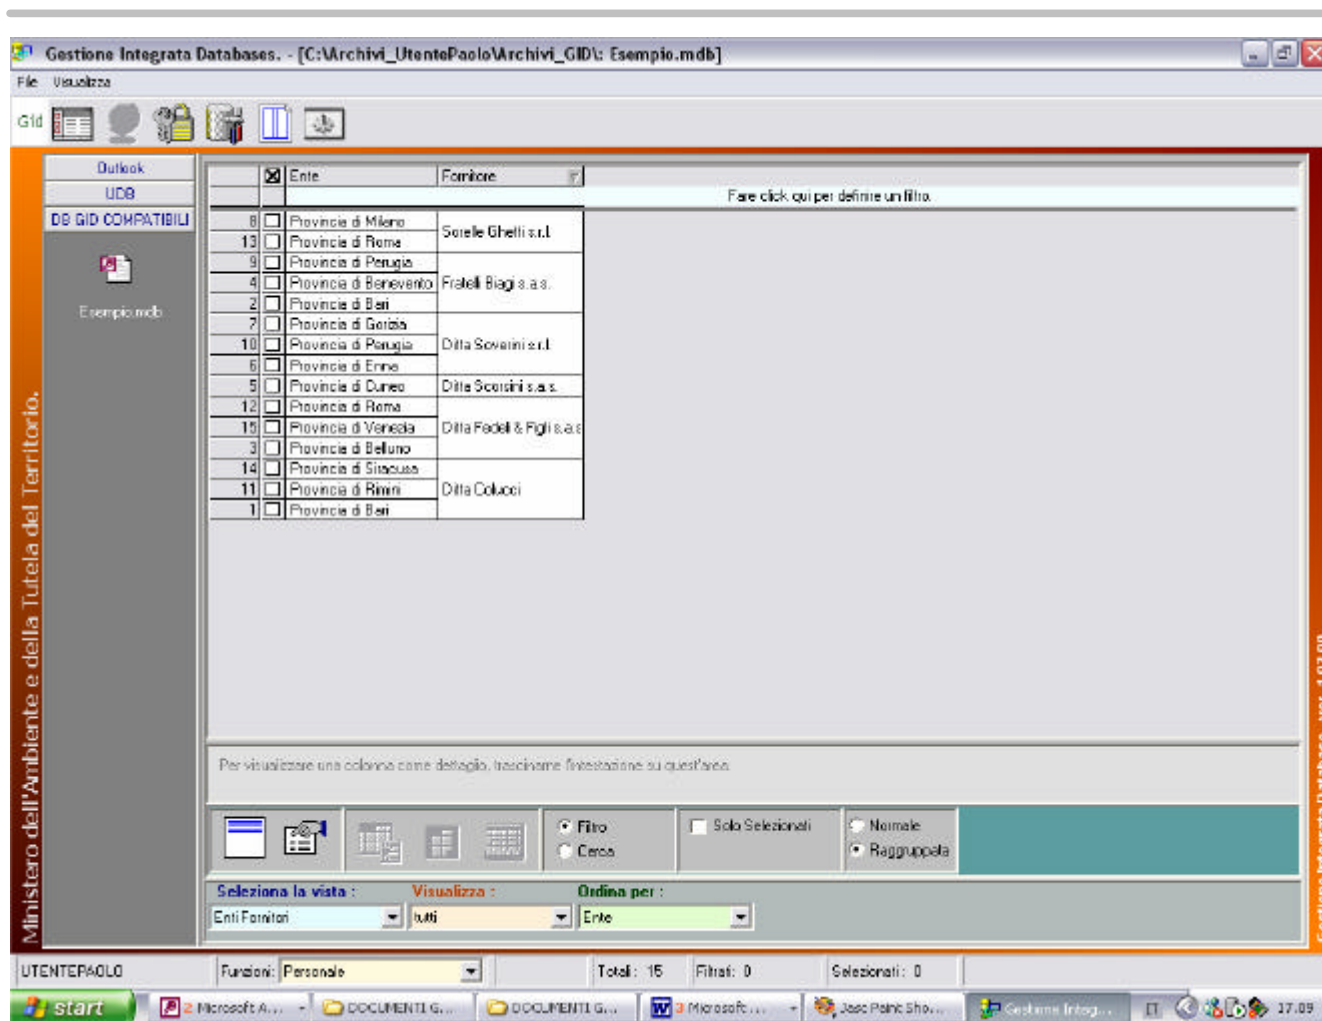 Gestione Integrata Databases. - [C:\Archivi_UtentePaolo\Archivi_GID\: Esempio.mdb]
File Visualizza
Gid
Outlook
UDB
DB GID COMPATIBILI
Esempio.mdb
Ente Fornitore
Fare click qui per definire un filtro.
8 Provincia di Milano
Sorelle Ghetti s.r.l.
13 Provincia di Roma
9 Provincia di Perugia
4 Provincia di Benevento Fratelli Biagi s.a.s.
2 Provincia di Bari
7 Provincia di Gorizia
10 Provincia di Perugia Ditta Soverini s.r.l.
6 Provincia di Enna
5 Provincia di Cuneo Ditta Scorsini s.a.s.
12 Provincia di Roma
15 Provincia di Venezia Ditta Fedeli & Figli s.a.s
3 Provincia di Belluno
14 Provincia di Siracusa
11 Provincia di Rimini Ditta Colucci
1 Provincia di Bari
Ministero dell'Ambiente e della Tutela del Territorio.
Per visualizzare una colonna come dettaglio, trascinarne l'intestazione su quest'area.
Filtro
Cerca
Solo Selezionati
Normale
Raggruppata
Seleziona la vista : Visualizza : Ordina per :
Enti Fornitori tutti Ente
Gestione Integrata Database
UTENTEPAOLO Funzioni: Personale Totali: 15 Filtrati: 0 Selezionati: 0
start 2 Microsoft A... DOCUMENTI G... DOCUMENTI G... 3 Microsoft ... Jasc Paint Sho... Gestione Integ... IT 17.09